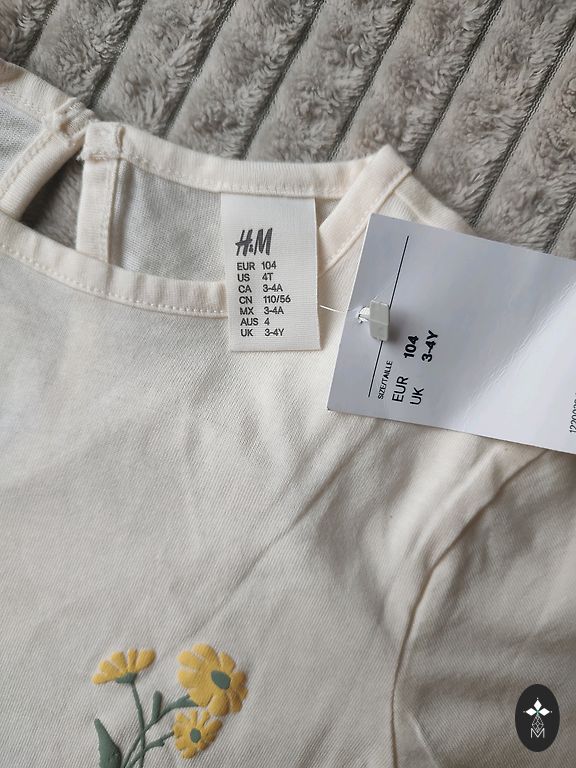 H&M
EUR 104
US 4T
CA 3-4A
CN 110/56
MX 3-4A
AUS 4
UK 3-4Y
SIZE/TAILLE
EUR 104
UK 3-4Y